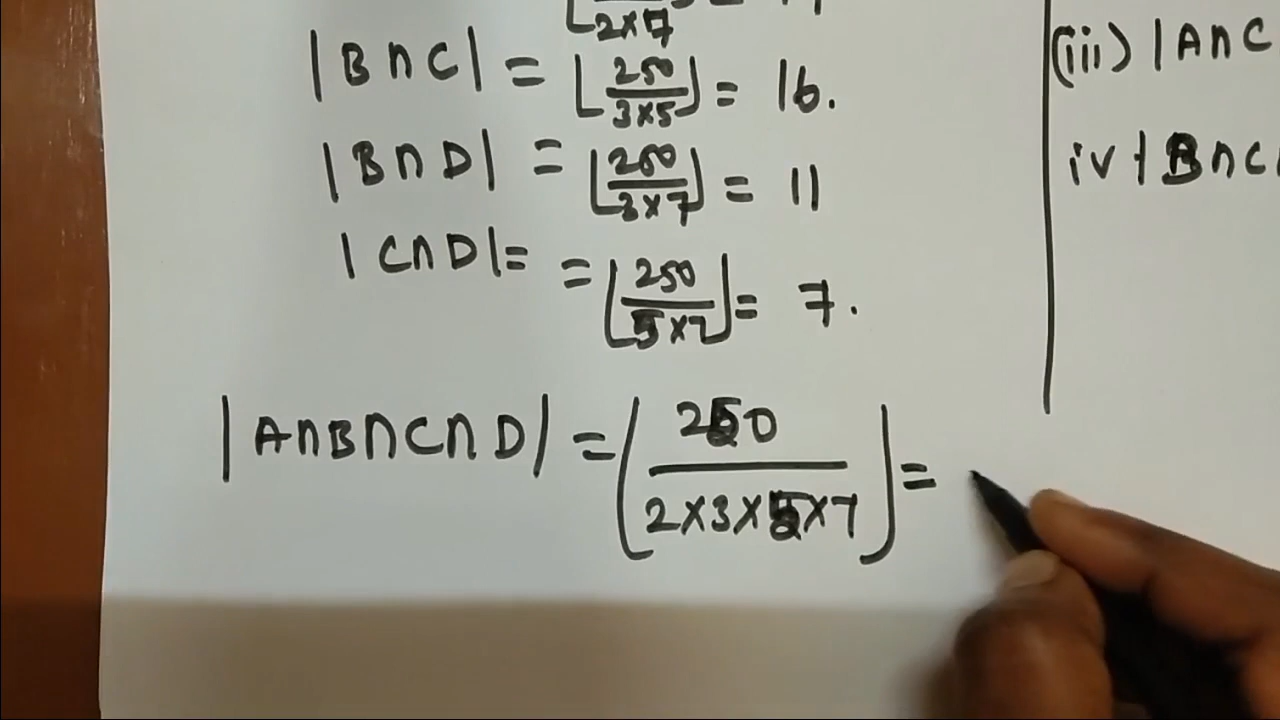 ⌊ / 2×7
|B∩C| = ⌊250 / 3×5⌋ = 16.
|B∩D| = ⌊250 / 3×7⌋ = 11
|C∩D|= = ⌊250 / 5×7⌋ = 7.
|A∩B∩C∩D| = ⌊250 / 2×3×5×7⌋ =
(iii) |A∩C
iv) |B∩C|